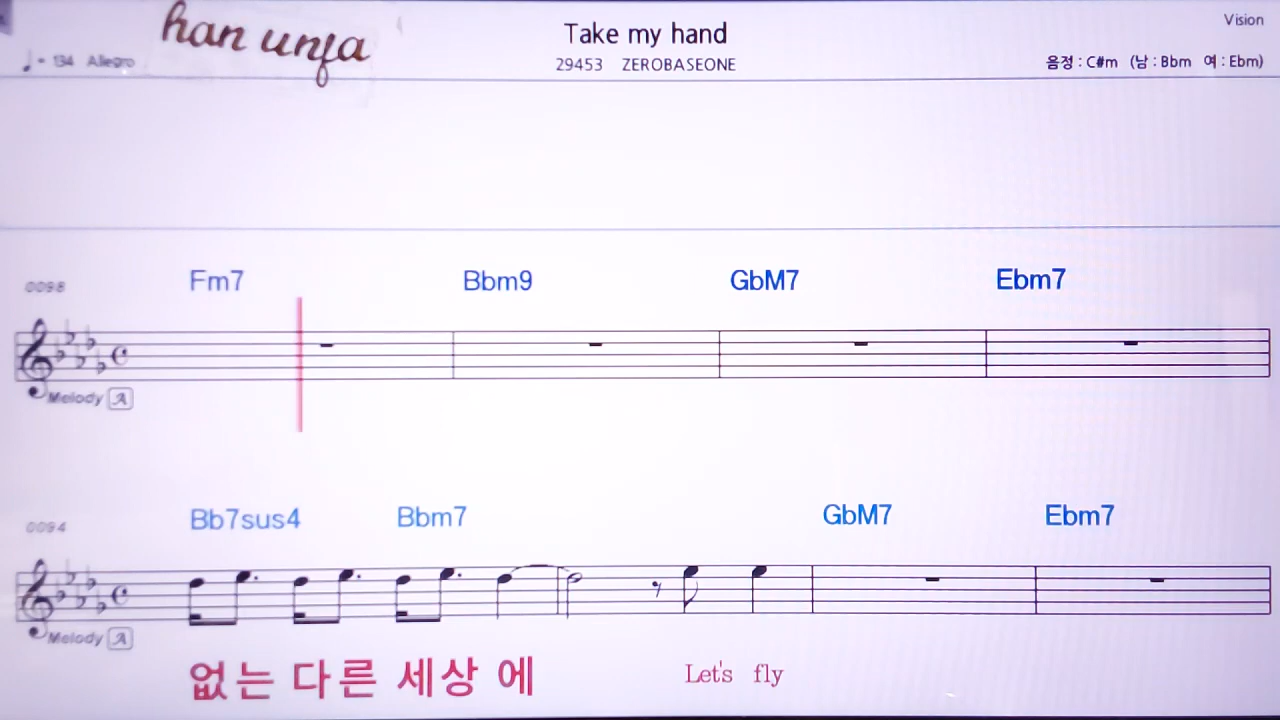 han unja
Take my hand
Vision
♩= 134 Allegro
29453 ZEROBASEONE
음정 : C#m (남 : Bbm 여 : Ebm)
0098
Fm7 Bbm9 GbM7 Ebm7
Melody A
0094
Bb7sus4 Bbm7 GbM7 Ebm7
Melody A
없는 다른 세상 에 Let's fly